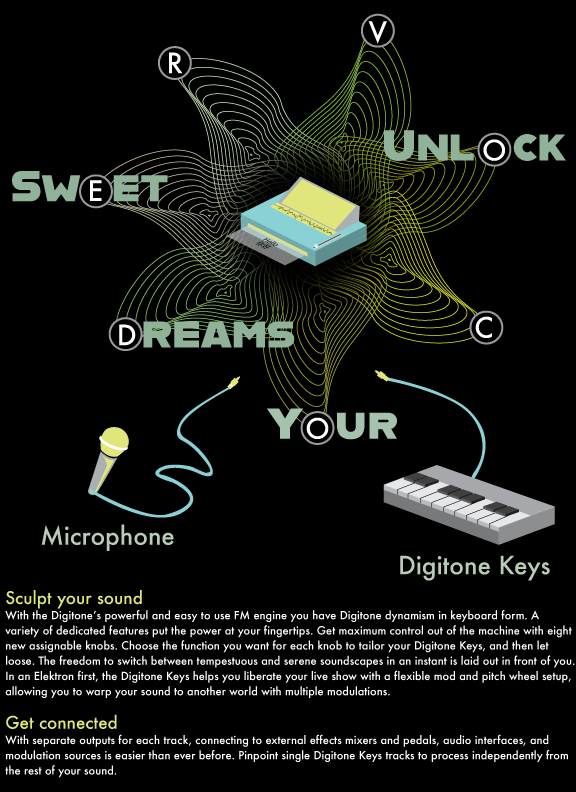 V
R
UNLOCK
SWEET
DREAMS
C
YOUR
Microphone
Digitone Keys
Sculpt your sound
With the Digitone's powerful and easy to use FM engine you have Digitone dynamism in keyboard form. A
variety of dedicated features put the power at your fingertips. Get maximum control out of the machine with eight
new assignable knobs. Choose the function you want for each knob to tailor your Digitone Keys, and then let
loose. The freedom to switch between tempestuous and serene soundscapes in an instant is laid out in front of you.
In an Elektron first, the Digitone Keys helps you liberate your live show with a flexible mod and pitch wheel setup,
allowing you to warp your sound to another world with multiple modulations.
Get connected
With separate outputs for each track, connecting to external effects mixers and pedals, audio interfaces, and
modulation sources is easier than ever before. Pinpoint single Digitone Keys tracks to process independently from
the rest of your sound.